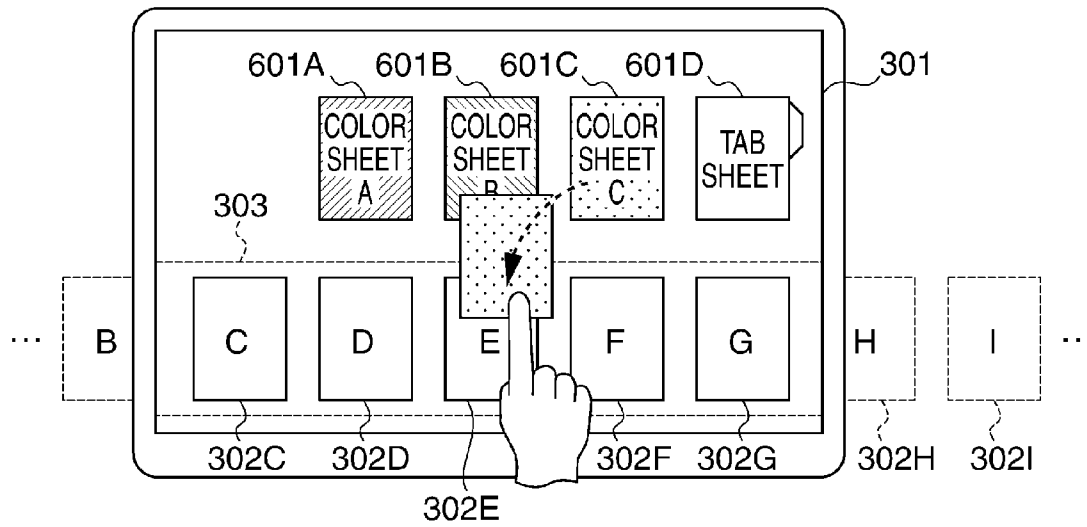 601A 601B 601C 601D 301
COLOR SHEET A
COLOR SHEET B
COLOR SHEET C
TAB SHEET
303
... B C D E F G H I ..
302C 302D 302F 302G 302H 302I
302E